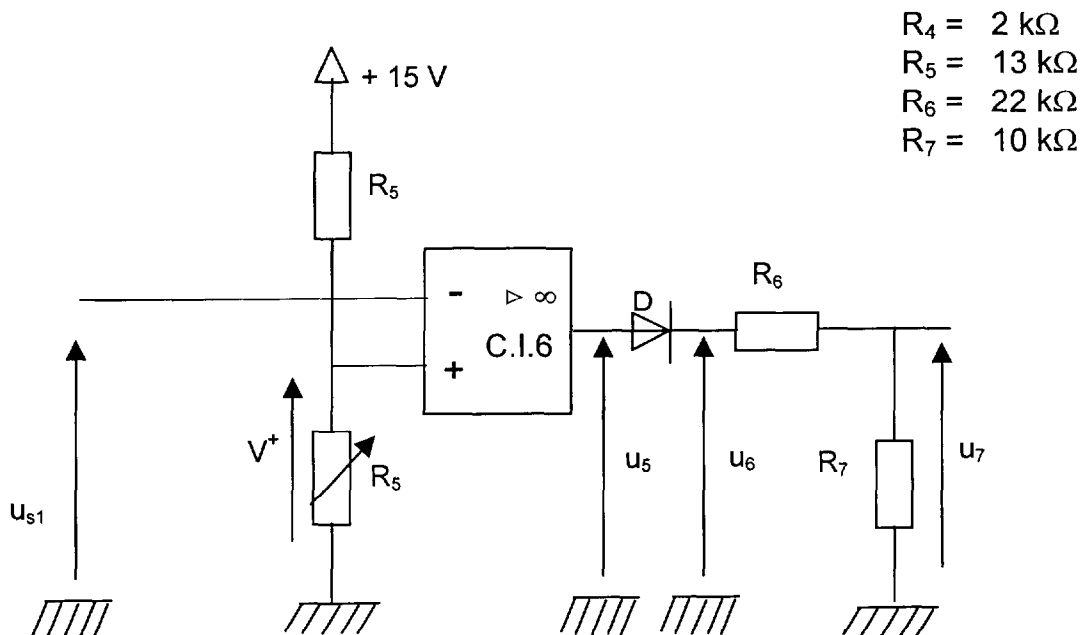 R₄ = 2 kΩ
R₅ = 13 kΩ
R₆ = 22 kΩ
R₇ = 10 kΩ
+ 15 V
R₅
- ▷ ∞
C.I.6
+
D
R₆
V⁺
R₅
u₅
u₆
R₇
u₇
uₛ₁